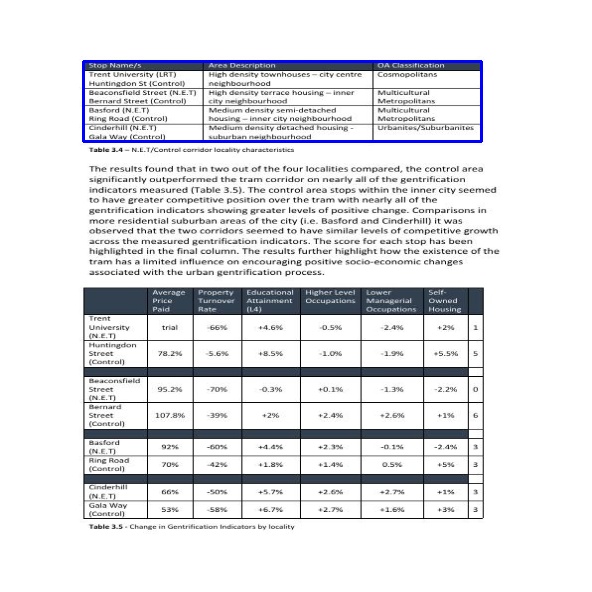 Stop Name/s Area Description OA Classification
Trent University (LRT) High density townhouses – city centre Cosmopolitans
Huntingdon St (Control) neighbourhood
Beaconsfield Street (N.E.T) High density terrace housing – inner Multicultural
Bernard Street (Control) city neighbourhood Metropolitans
Basford (N.E.T) Medium density semi-detached Multicultural
Ring Road (Control) housing – inner city neighbourhood Metropolitans
Cinderhill (N.E.T) Medium density detached housing - Urbanites/Suburbanites
Gala Way (Control) suburban neighbourhood
Table 3.4 – N.E.T/Control corridor locality characteristics
The results found that in two out of the four localities compared, the control area
significantly outperformed the tram corridor on nearly all of the gentrification
indicators measured (Table 3.5). The control area stops within the inner city seemed
to have greater competitive position over the tram with nearly all of the
gentrification indicators showing greater levels of positive change. Comparisons in
more residential suburban areas of the city (i.e. Basford and Cinderhill) it was
observed that the two corridors seemed to have similar levels of competitive growth
across the measured gentrification indicators. The score for each stop has been
highlighted in the final column. The results further highlight how the existence of the
tram has a limited influence on encouraging positive socio-economic changes
associated with the urban gentrification process.
Average Property Educational Higher Level Lower Self-
Price Turnover Attainment Occupations Managerial Owned
Paid Rate (L4) Occupations Housing
Trent
University trial -66% +4.6% -0.5% -2.4% +2% 1
(N.E.T)
Huntingdon
Street 78.2% -5.6% +8.5% -1.0% -1.9% +5.5% 5
(Control)
Beaconsfield
Street 95.2% -70% -0.3% +0.1% -1.3% -2.2% 0
(N.E.T)
Bernard
Street 107.8% -39% +2% +2.4% +2.6% +1% 6
(Control)
Basford 92% -60% +4.4% +2.3% -0.1% -2.4% 3
(N.E.T)
Ring Road 70% -42% +1.8% +1.4% 0.5% +5% 3
(Control)
Cinderhill 66% -50% +5.7% +2.6% +2.7% +1% 3
(N.E.T)
Gala Way 53% -58% +6.7% +2.7% +1.6% +3% 3
(Control)
Table 3.5 - Change in Gentrification Indicators by locality